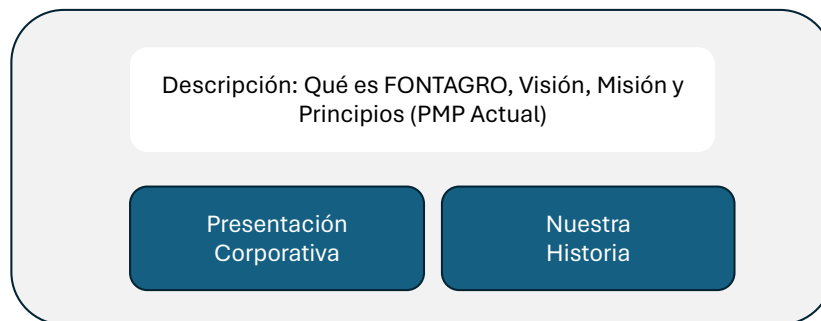 Descripción: Qué es FONTAGRO, Visión, Misión y
Principios (PMP Actual)
Presentación
Corporativa
Nuestra
Historia